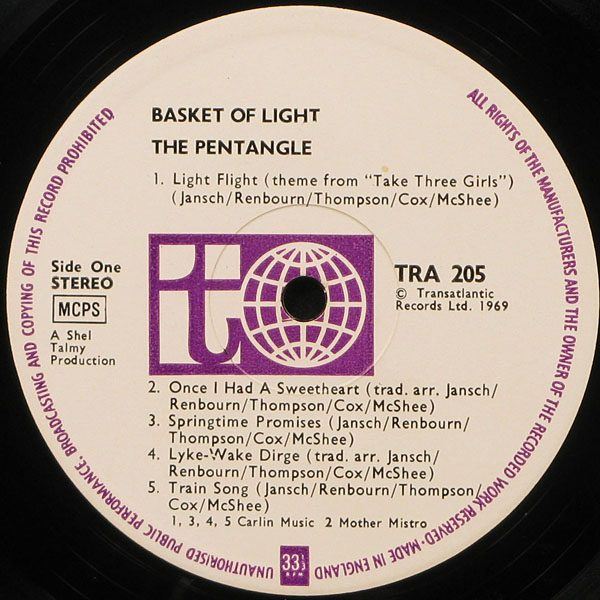 BASKET OF LIGHT
THE PENTANGLE
1. Light Flight (theme from "Take Three Girls")
(Jansch/Renbourn/Thompson/Cox/McShee)
Side One
STEREO
MCPS
A Shel
Talmy
Production
t
TRA 205
© Transatlantic
Records Ltd. 1969
2. Once I Had A Sweetheart (trad. arr. Jansch/
Renbourn/Thompson/Cox/McShee)
3. Springtime Promises (Jansch/Renbourn/
Thompson/Cox/McShee)
4. Lyke-Wake Dirge (trad. arr. Jansch/
Renbourn/Thompson/Cox/McShee)
5. Train Song (Jansch/Renbourn/Thompson/
Cox/McShee)
1, 3, 4, 5 Carlin Music 2 Mother Mistro
33⅓
RPM
ALL RIGHTS OF THE MANUFACTURERS AND THE OWNER OF THE RECORDED WORK RESERVED·MADE IN ENGLAND
UNAUTHORISED PUBLIC PERFORMANCE, BROADCASTING AND COPYING OF THIS RECORD PROHIBITED